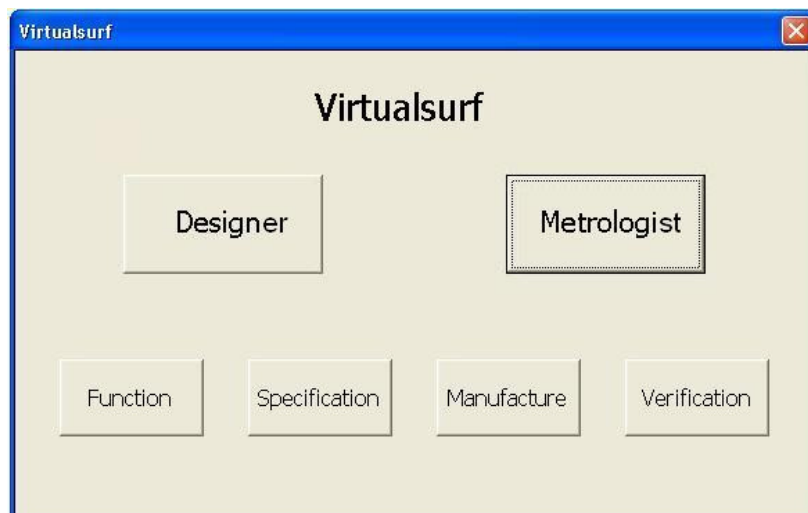 Virtualsurf
Virtualsurf
Designer Metrologist
Function Specification Manufacture Verification